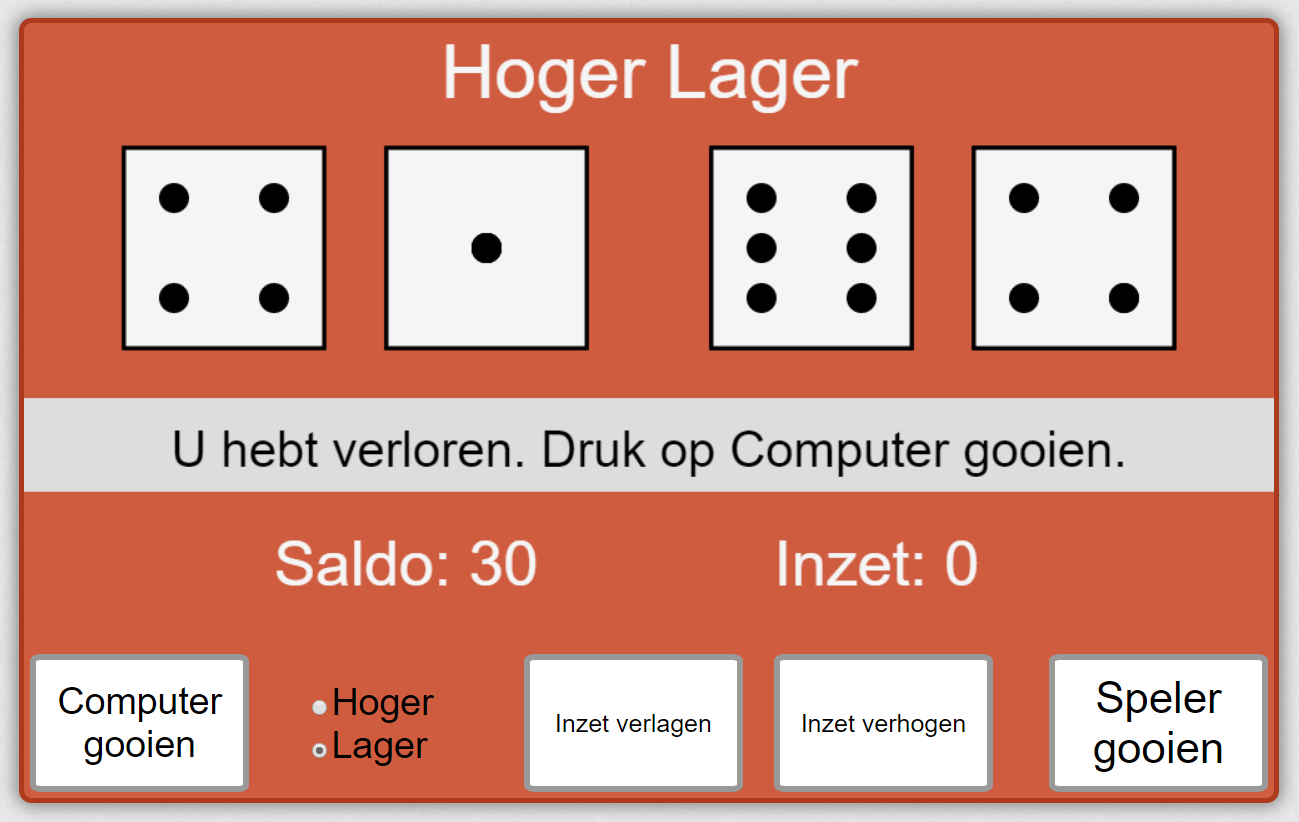 Hoger Lager
U hebt verloren. Druk op Computer gooien.
Saldo: 30
Inzet: 0
Computer
gooien
Hoger
Lager
Inzet verlagen
Inzet verhogen
Speler
gooien